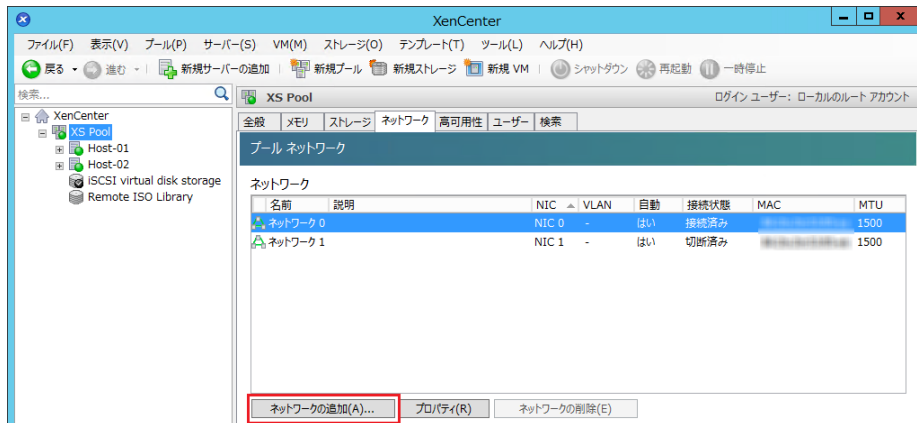 XenCenter
ファイル(F) 表示(V) プール(P) サーバー(S) VM(M) ストレージ(O) テンプレート(T) ツール(L) ヘルプ(H)
戻る 進む 新規サーバーの追加 新規プール 新規ストレージ 新規 VM シャットダウン 再起動 一時停止
検索...
XS Pool ログイン ユーザー: ローカルのルート アカウント
XenCenter
XS Pool
Host-01
Host-02
iSCSI virtual disk storage
Remote ISO Library
全般 メモリ ストレージ ネットワーク 高可用性 ユーザー 検索
プール ネットワーク
ネットワーク
名前 説明 NIC VLAN 自動 接続状態 MAC MTU
ネットワーク 0 NIC 0 - はい 接続済み 1500
ネットワーク 1 NIC 1 - はい 切断済み 1500
ネットワークの追加(A)... プロパティ(R) ネットワークの削除(E)